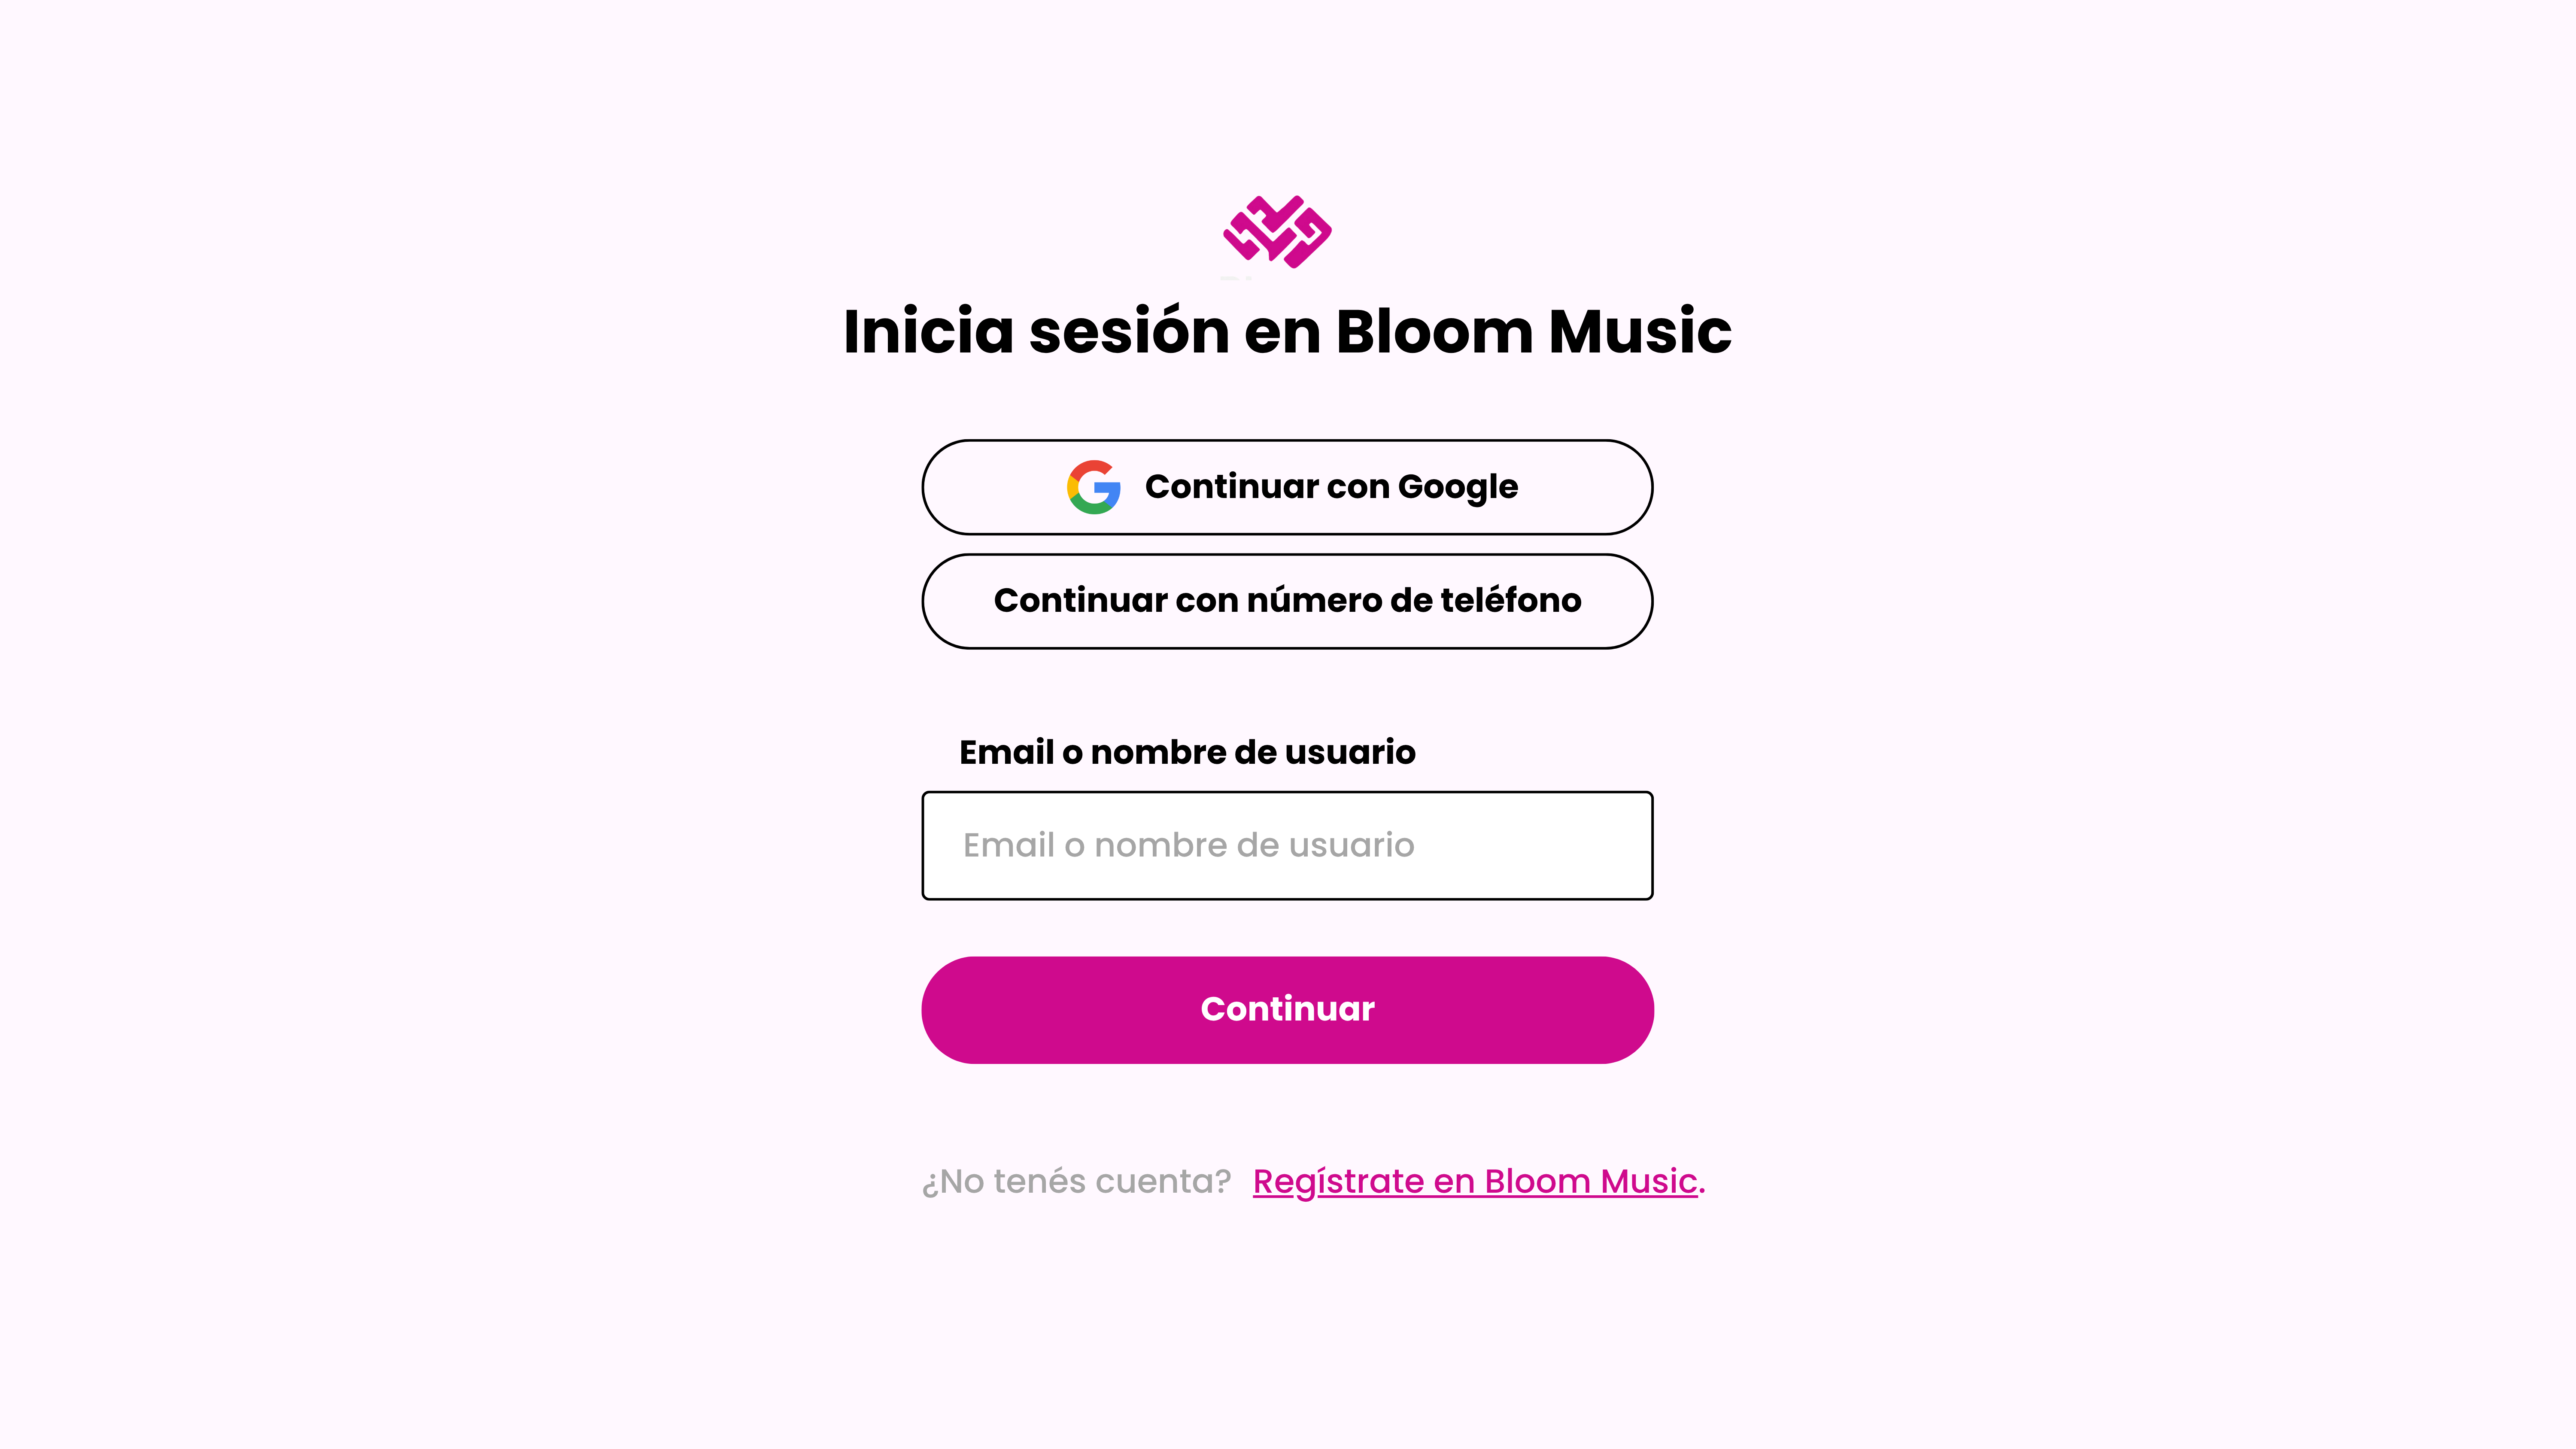 Inicia sesión en Bloom Music
Continuar con Google
Continuar con número de teléfono
Email o nombre de usuario
Email o nombre de usuario
Continuar
¿No tenés cuenta? Regístrate en Bloom Music.